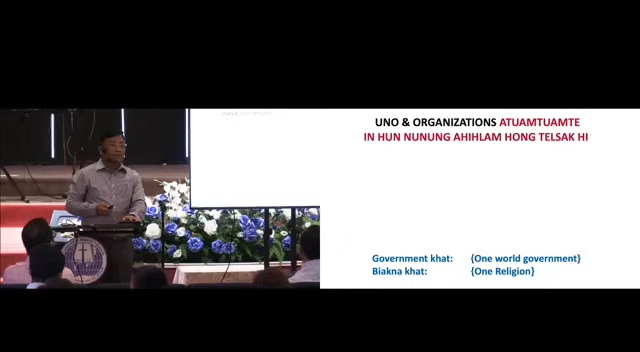 UNO & ORGANIZATIONS ATUAMTUAMTE
IN HUN NUNUNG AHIHLAM HONG TELSAK HI
Government khat: {One world government}
Biakna khat: {One Religion}